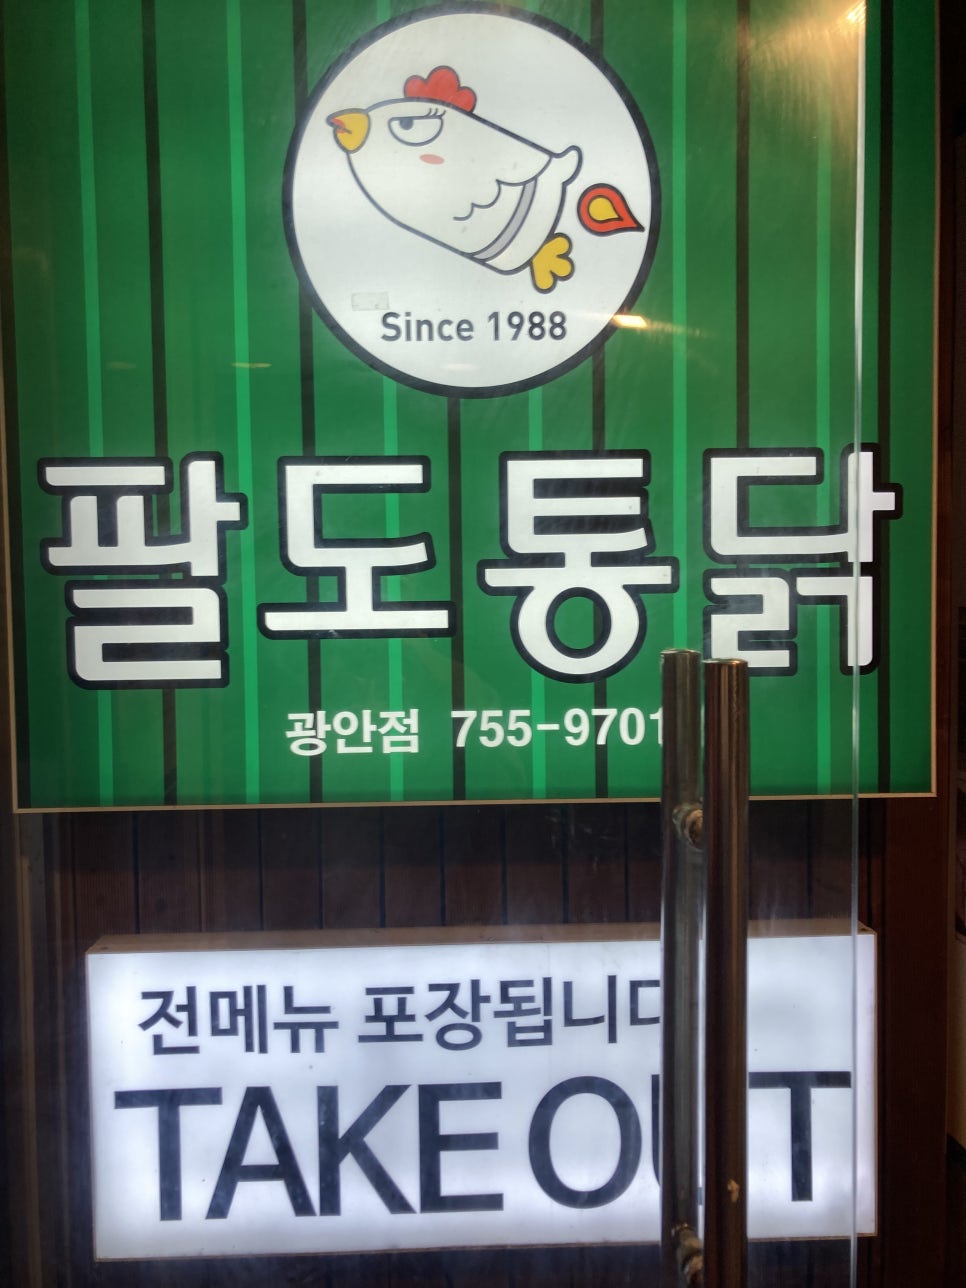 Since 1988
팔도통닭
광안점 755-9701
전메뉴 포장됩니다
TAKE OUT